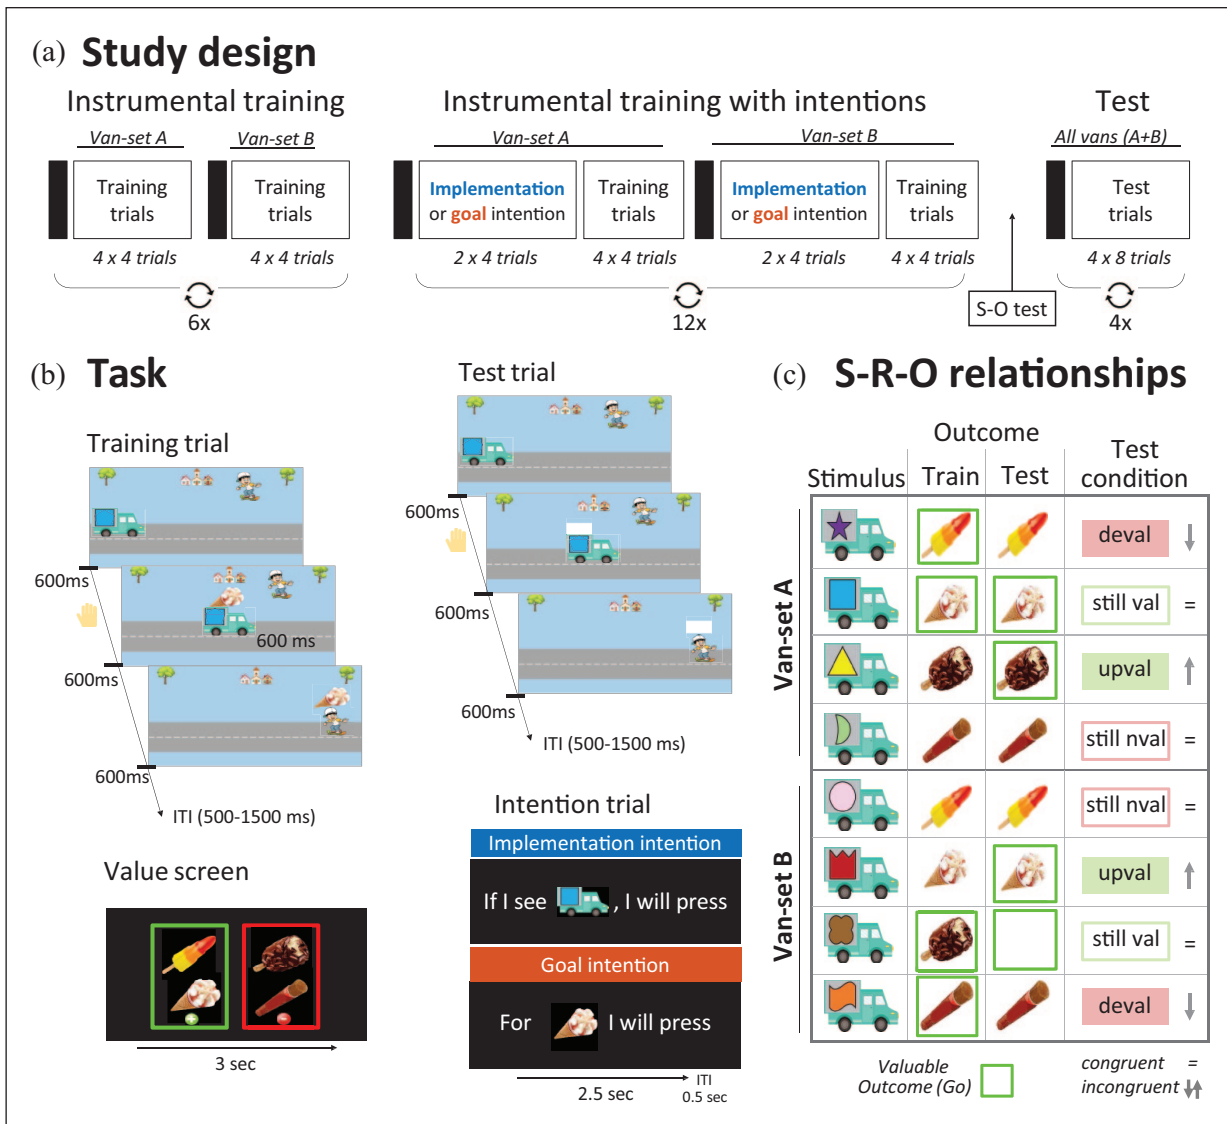 (a) Study design
Instrumental training
Instrumental training with intentions
Test
Van-set A
Van-set B
Van-set A
Van-set B
All vans (A+B)
Training
trials
Training
trials
Implementation
or goal intention
Training
trials
Implementation
or goal intention
Training
trials
Test
trials
4 x 4 trials
4 x 4 trials
2 x 4 trials
4 x 4 trials
2 x 4 trials
4 x 4 trials
4 x 8 trials
6x
12x
S-O test
4x
(b) Task
Training trial
600ms
600 ms
600ms
600ms
ITI (500-1500 ms)
Test trial
600ms
600ms
600ms
ITI (500-1500 ms)
Value screen
+
-
3 sec
Intention trial
Implementation intention
If I see , I will press
Goal intention
For I will press
2.5 sec
ITI
0.5 sec
(c) S-R-O relationships
Outcome
Test
condition
Stimulus Train Test
Van-set A
deval ↓
still val =
upval ↑
still nval =
Van-set B
still nval =
upval ↑
still val =
deval ↓
Valuable
Outcome (Go)
congruent =
incongruent ↓↑